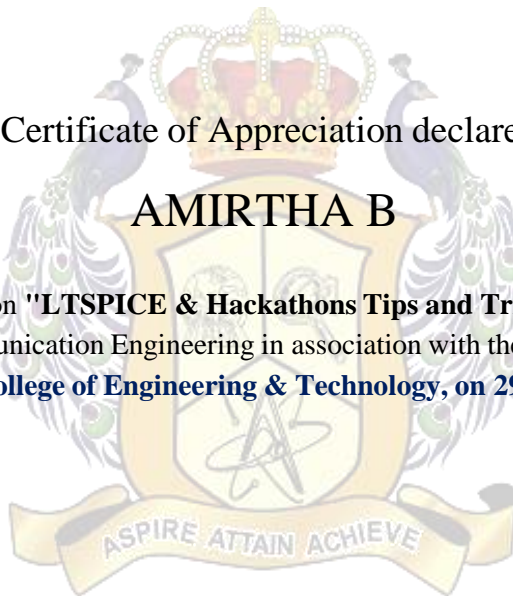 Certificate of Appreciation declare
AMIRTHA B
on "LTSPICE & Hackathons Tips and Tr
unication Engineering in association with the
ollege of Engineering & Technology, on 29
ASPIRE ATTAIN ACHIEVE